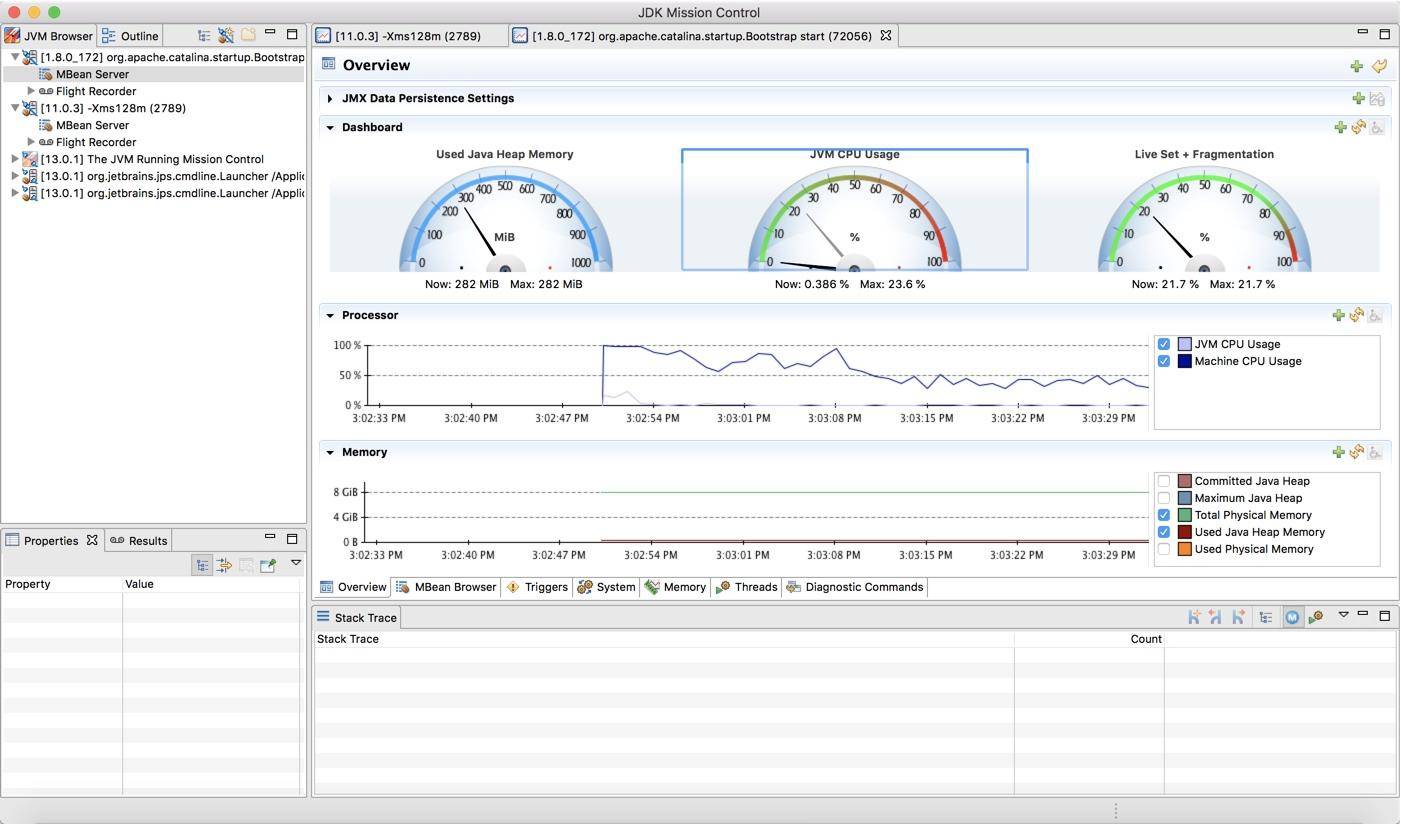 JDK Mission Control
JVM Browser
Outline
[1.8.0_172] org.apache.catalina.startup.Bootstrap
MBean Server
Flight Recorder
[11.0.3] -Xms128m (2789)
MBean Server
Flight Recorder
[13.0.1] The JVM Running Mission Control
[13.0.1] org.jetbrains.jps.cmdline.Launcher /Applic
[13.0.1] org.jetbrains.jps.cmdline.Launcher /Applic
Properties
Results
Property Value
[11.0.3] -Xms128m (2789)
[1.8.0_172] org.apache.catalina.startup.Bootstrap start (72056)
Overview
JMX Data Persistence Settings
Dashboard
Used Java Heap Memory
0 100 200 300 400 500 600 700 800 900 1000
MiB
Now: 282 MiB Max: 282 MiB
JVM CPU Usage
0 10 20 30 40 50 60 70 80 90 100
%
Now: 0.386 % Max: 23.6 %
Live Set + Fragmentation
0 10 20 30 40 50 60 70 80 90 100
%
Now: 21.7 % Max: 21.7 %
Processor
100 %
50 %
0 %
3:02:33 PM 3:02:40 PM 3:02:47 PM 3:02:54 PM 3:03:01 PM 3:03:08 PM 3:03:15 PM 3:03:22 PM 3:03:29 PM
JVM CPU Usage
Machine CPU Usage
Memory
8 GiB
4 GiB
0 B
3:02:33 PM 3:02:40 PM 3:02:47 PM 3:02:54 PM 3:03:01 PM 3:03:08 PM 3:03:15 PM 3:03:22 PM 3:03:29 PM
Committed Java Heap
Maximum Java Heap
Total Physical Memory
Used Java Heap Memory
Used Physical Memory
Overview MBean Browser Triggers System Memory Threads Diagnostic Commands
Stack Trace
Stack Trace Count